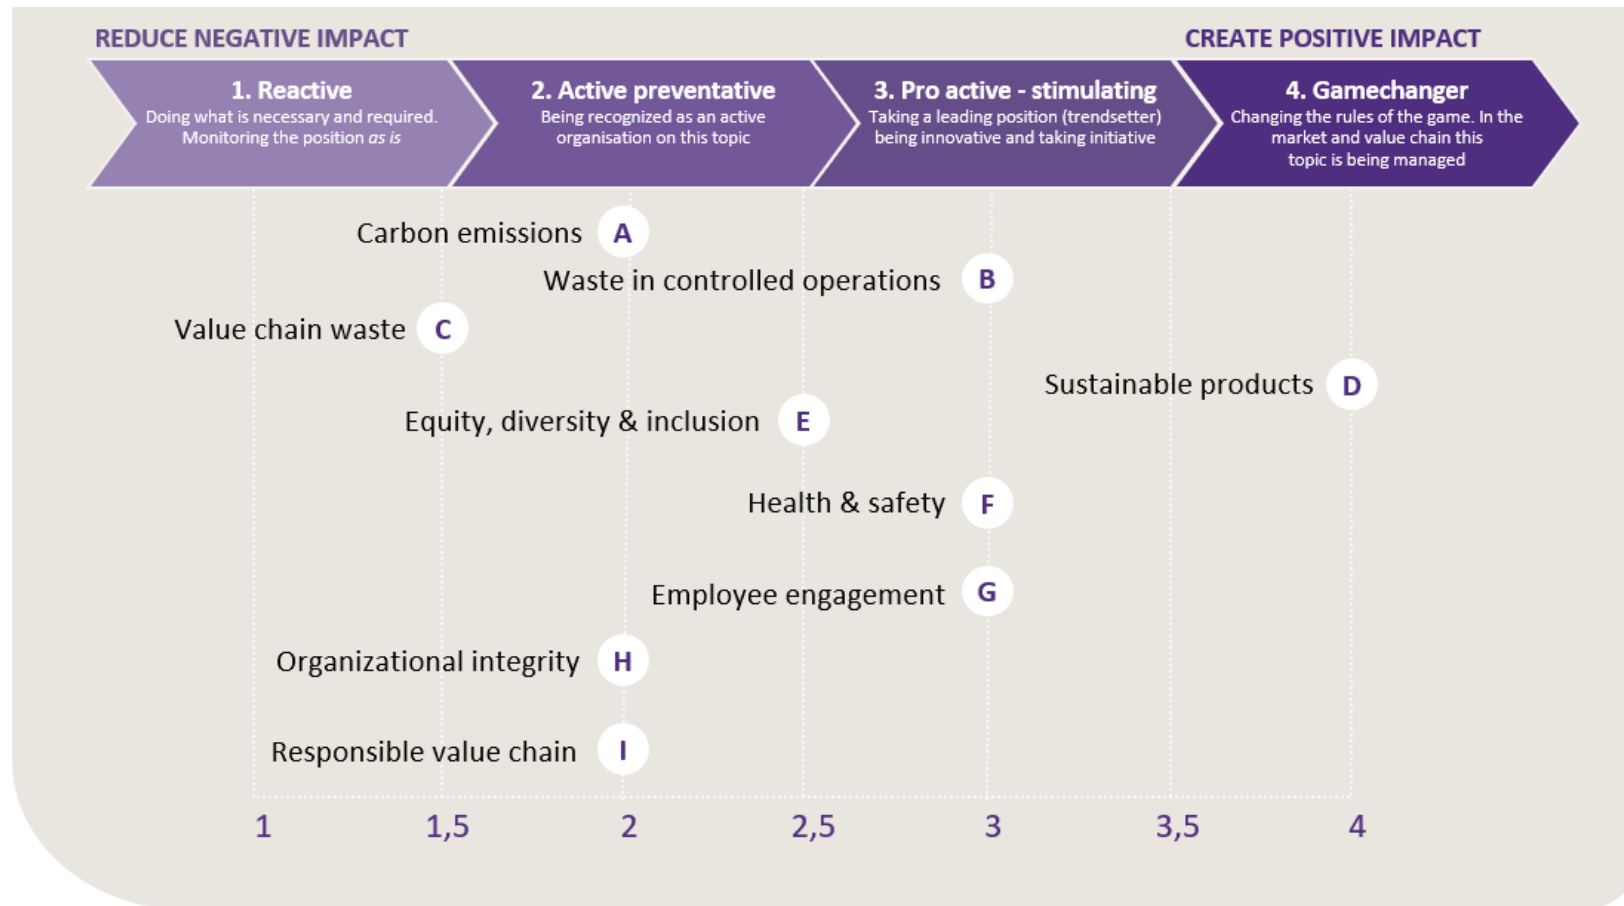 REDUCE NEGATIVE IMPACT
CREATE POSITIVE IMPACT
1. Reactive
Doing what is necessary and required.
Monitoring the position as is
2. Active preventative
Being recognized as an active
organisation on this topic
3. Pro active - stimulating
Taking a leading position (trendsetter)
being innovative and taking initiative
4. Gamechanger
Changing the rules of the game. In the
market and value chain this
topic is being managed
Carbon emissions A
Waste in controlled operations B
Value chain waste C
Sustainable products D
Equity, diversity & inclusion E
Health & safety F
Employee engagement G
Organizational integrity H
Responsible value chain I
1 1,5 2 2,5 3 3,5 4